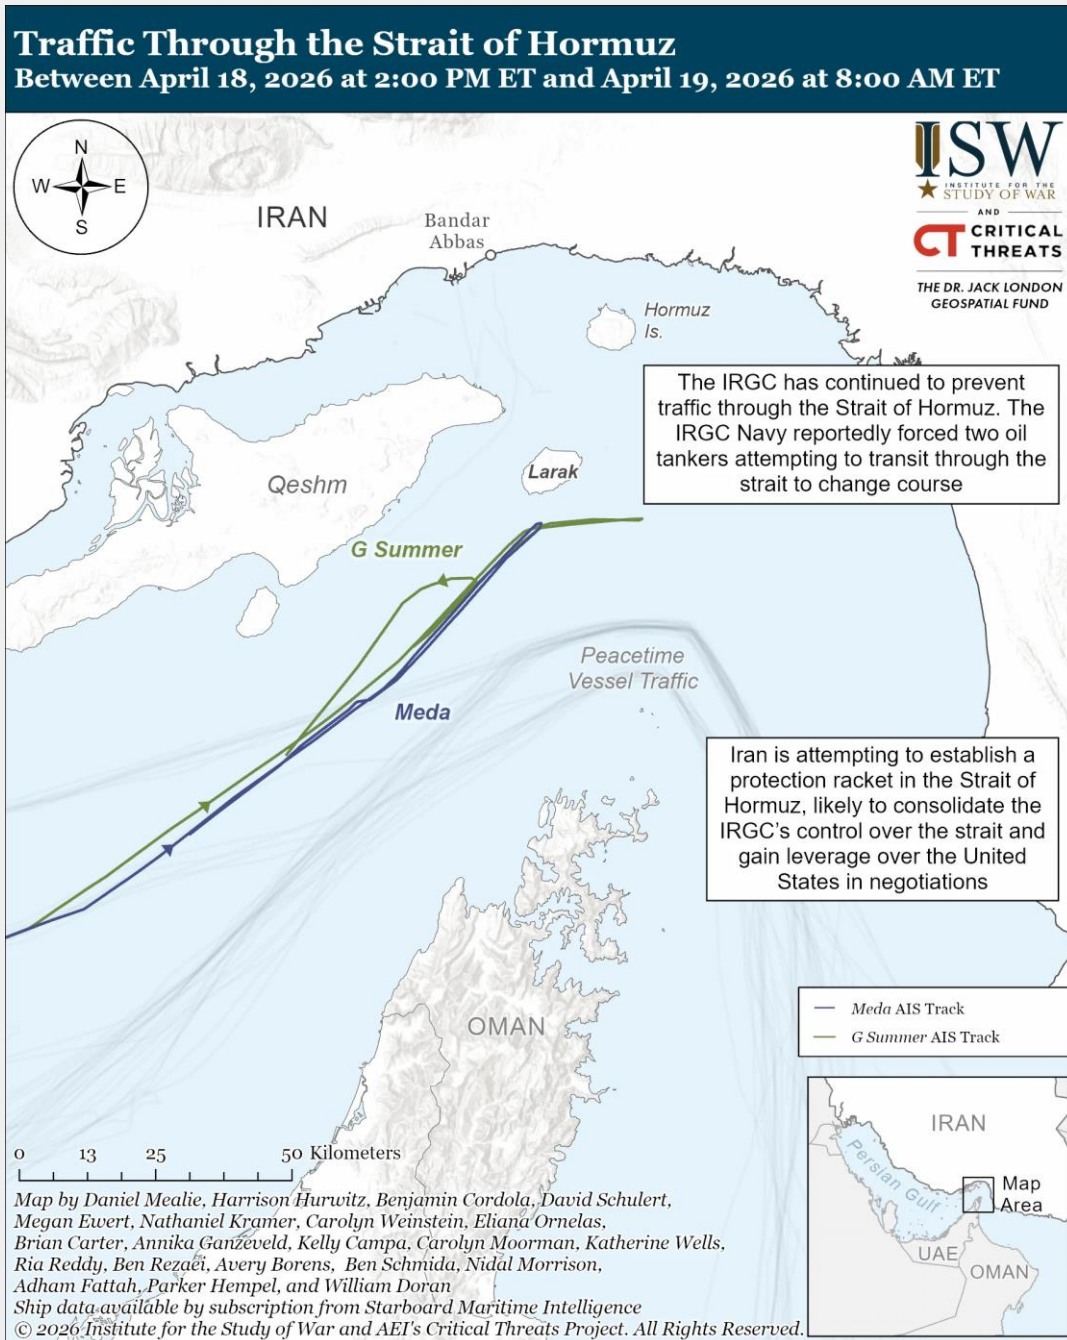 Traffic Through the Strait of Hormuz
Between April 18, 2026 at 2:00 PM ET and April 19, 2026 at 8:00 AM ET
N
W
E
S
ISW
INSTITUTE FOR THE
STUDY OF WAR
AND
CT CRITICAL
THREATS
THE DR. JACK LONDON
GEOSPATIAL FUND
IRAN
Bandar
Abbas
Hormuz
Is.
The IRGC has continued to prevent
traffic through the Strait of Hormuz. The
IRGC Navy reportedly forced two oil
tankers attempting to transit through the
strait to change course
Larak
Qeshm
G Summer
Peacetime
Vessel Traffic
Meda
Iran is attempting to establish a
protection racket in the Strait of
Hormuz, likely to consolidate the
IRGC's control over the strait and
gain leverage over the United
States in negotiations
OMAN
Meda AIS Track
G Summer AIS Track
IRAN
Persian Gulf
Map
Area
UAE
OMAN
0 13 25 50 Kilometers
Map by Daniel Mealie, Harrison Hurwitz, Benjamin Cordola, David Schulert,
Megan Ewert, Nathaniel Kramer, Carolyn Weinstein, Eliana Ornelas,
Brian Carter, Annika Ganzeveld, Kelly Campa, Carolyn Moorman, Katherine Wells,
Ria Reddy, Ben Rezaei, Avery Borens, Ben Schmida, Nidal Morrison,
Adham Fattah, Parker Hempel, and William Doran
Ship data available by subscription from Starboard Maritime Intelligence
© 2026 Institute for the Study of War and AEI's Critical Threats Project. All Rights Reserved.